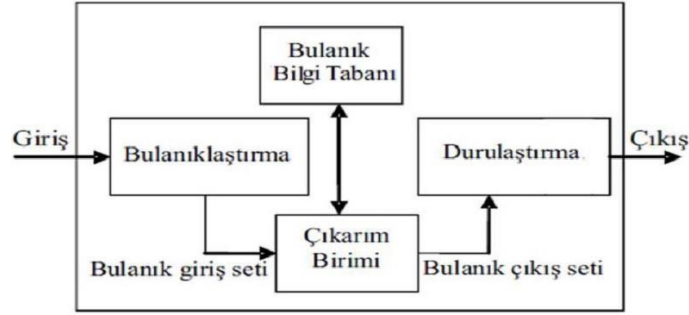 Bulanık
Bilgi Tabanı
Giriş
Bulanıklaştırma
Durulaştırma
Çıkış
Çıkarım
Birimi
Bulanık giriş seti
Bulanık çıkış seti